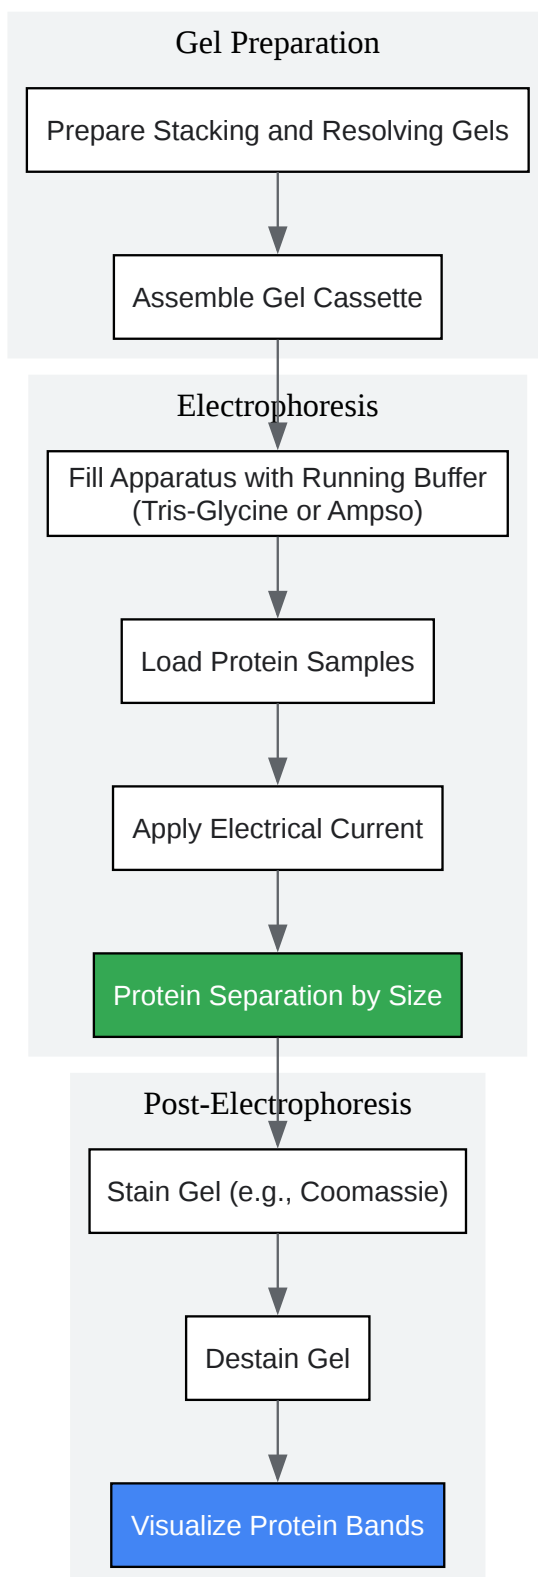 Gel Preparation
Prepare Stacking and Resolving Gels
Assemble Gel Cassette
Electrophoresis
Fill Apparatus with Running Buffer
(Tris-Glycine or Ampso)
Load Protein Samples
Apply Electrical Current
Protein Separation by Size
Post-Electrophoresis
Stain Gel (e.g., Coomassie)
Destain Gel
Visualize Protein Bands